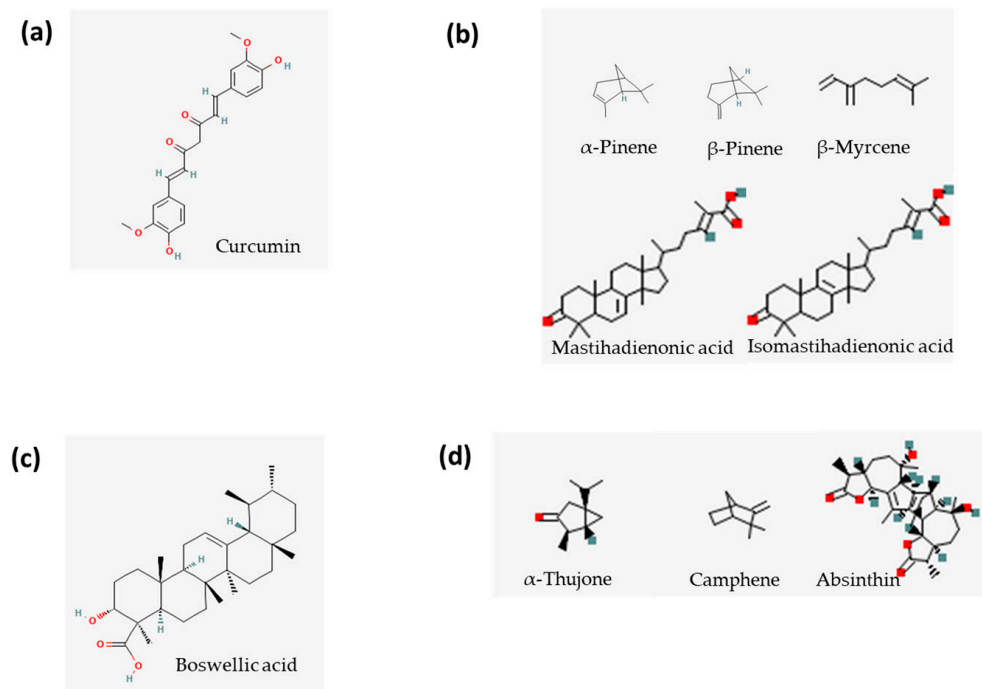 (a)
O
O
H
H
H
O
O
H
H
O
O
H
Curcumin
(b)
H
H
H
H
α-Pinene
β-Pinene
β-Myrcene
Mastihadienonic acid
Isomastihadienonic acid
(c)
H
H
H
O
H
O
O
H
Boswellic acid
(d)
α-Thujone
Camphene
Absinthin